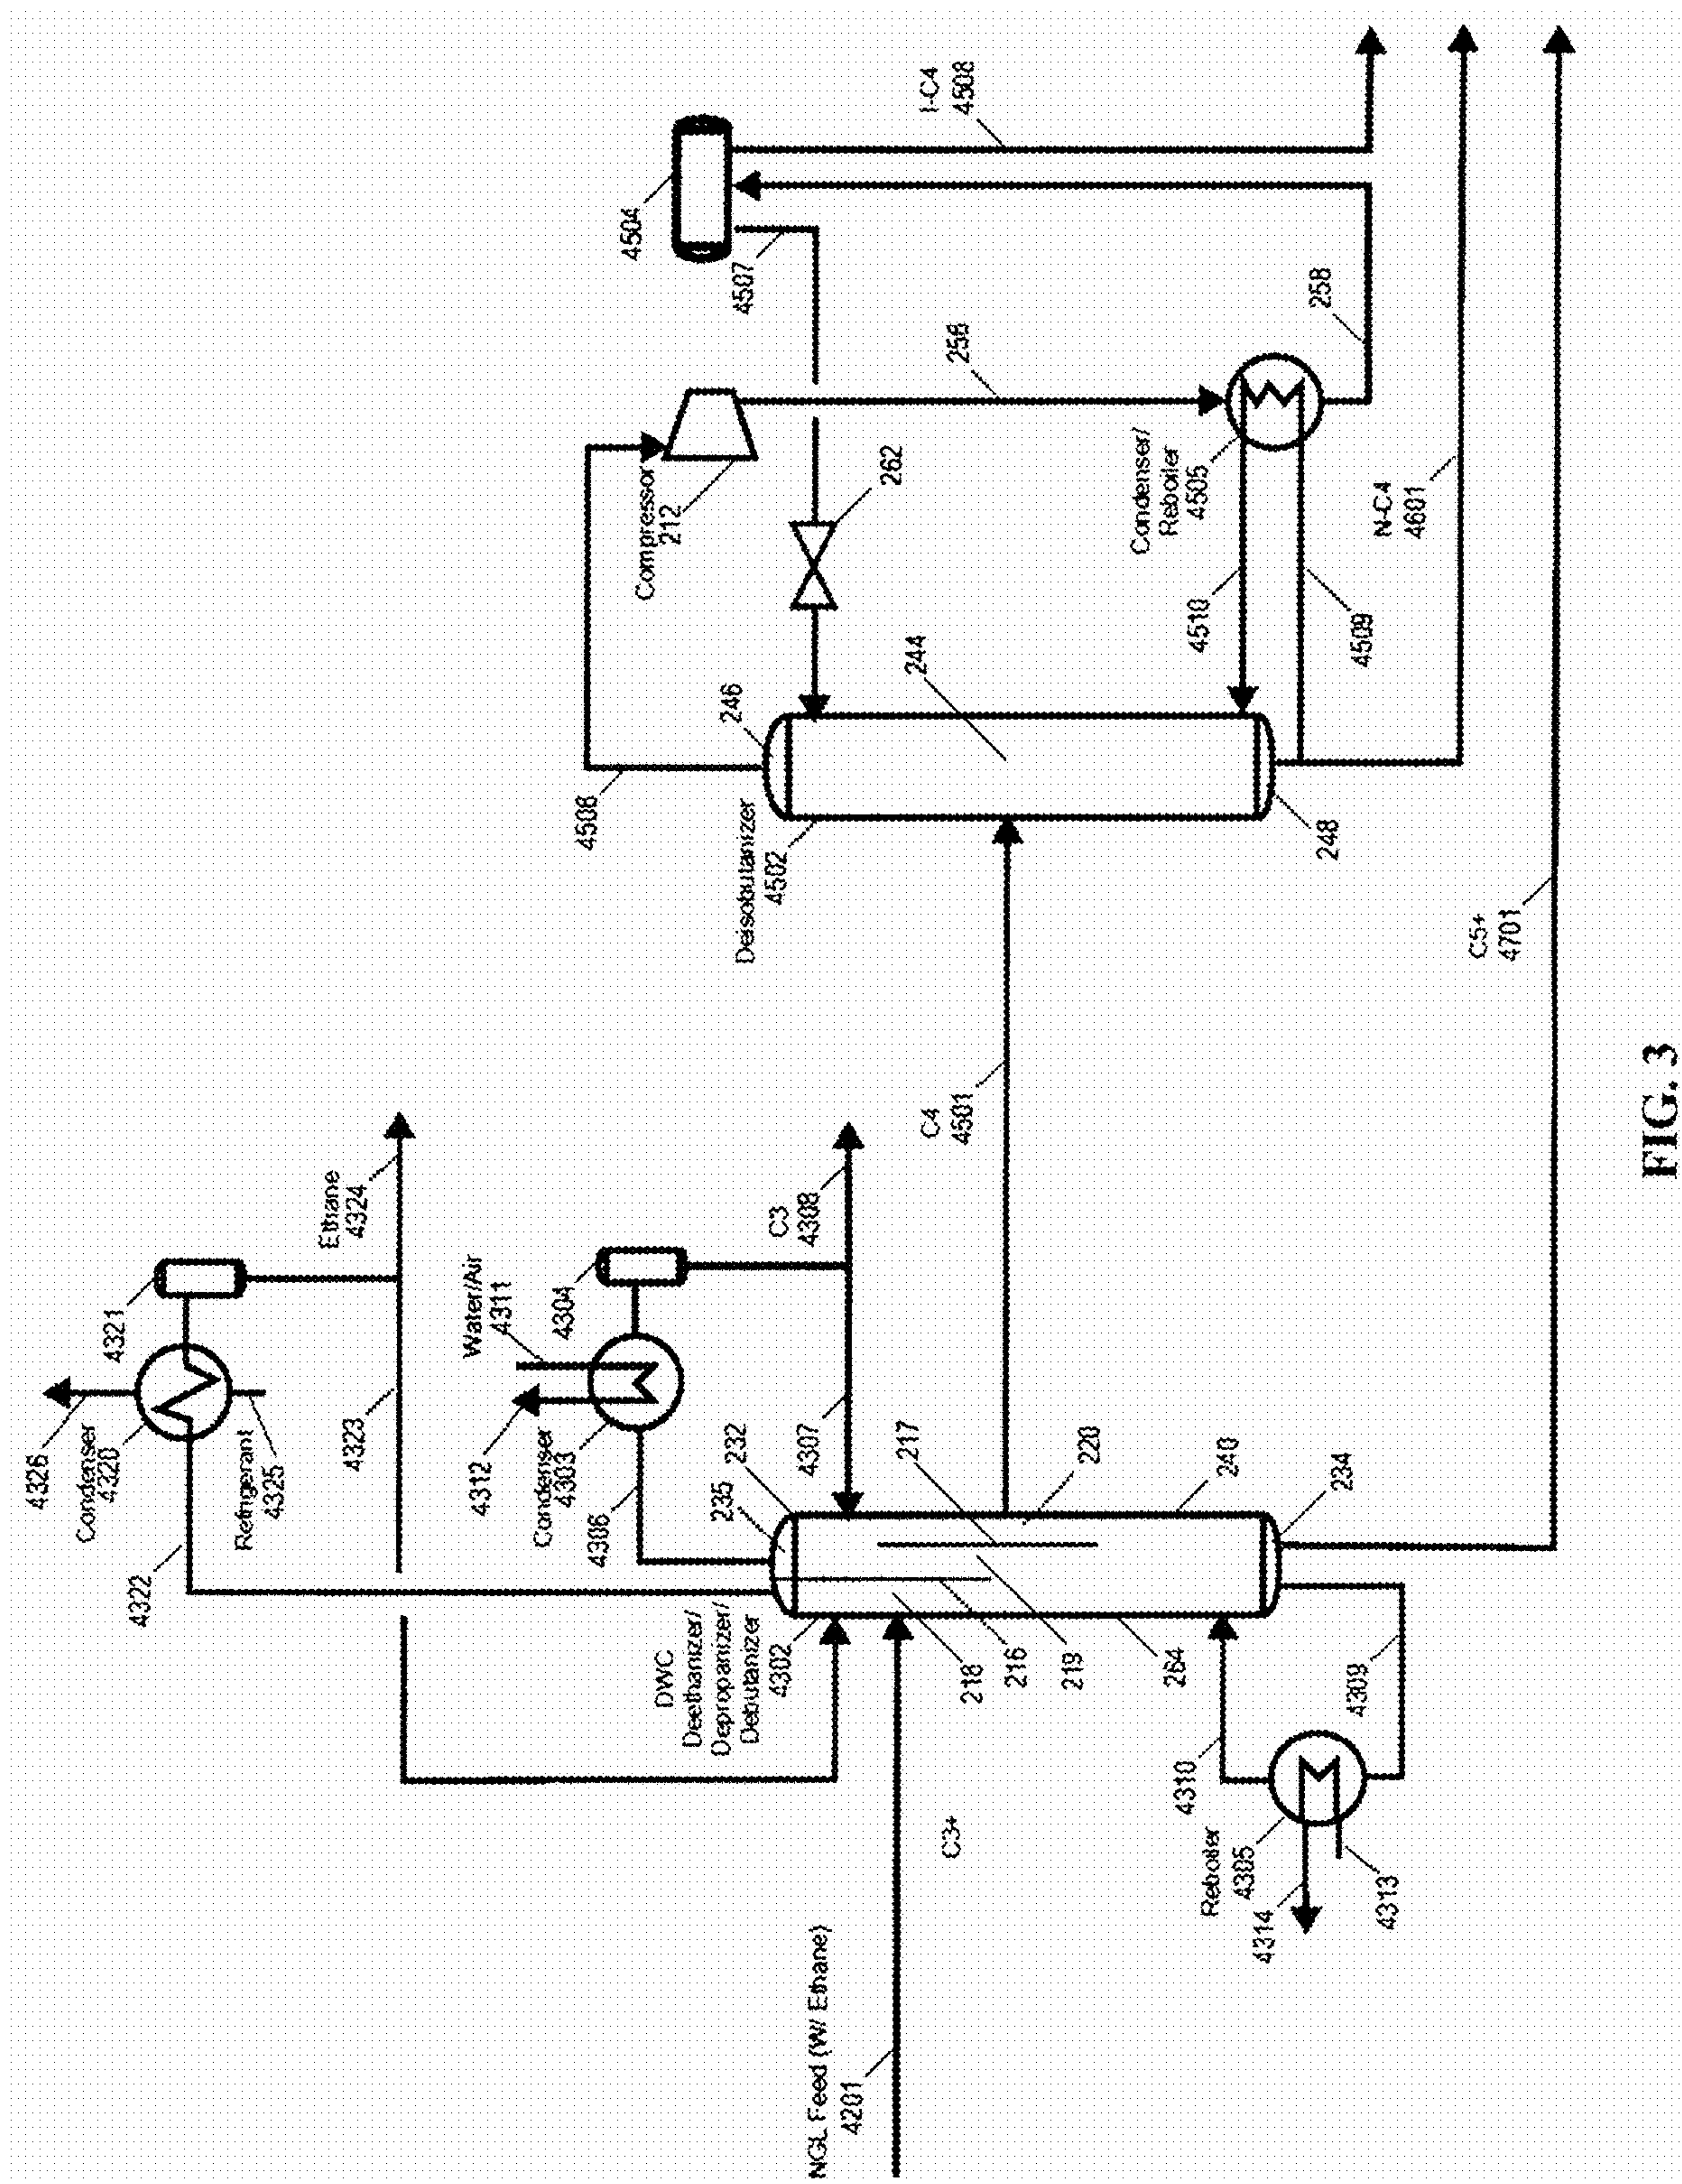 4326
Condenser
4320
4321
4322
Refrigerant
4325
Ethane
4324
4323
Water/Air
4311
4312
Condenser
4303
4304
4306
4506
Compressor
212
4504
4507
I-C4
4508
DWC
Deethanizer/
Depropanizer/
Debutanizer
4302
235
232
4307
C3
4308
Deisobutanizer
4502
246
262
256
NGL Feed (W/ Ethane)
4201
C3+
218
216
219
264
217
220
240
234
C4
4501
244
248
Condenser/
Reboiler
4505
4510
4509
258
4310
Reboiler
4305
4314
4313
4309
N-C4
4601
C5+
4701
FIG. 3